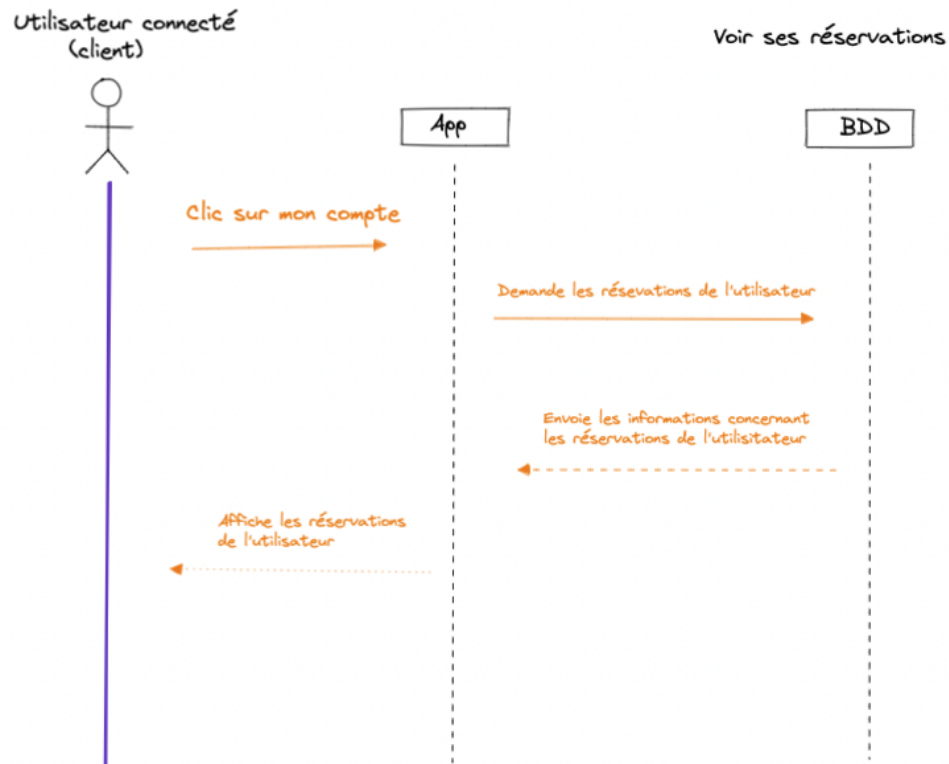 Utilisateur connecté
(client)
Voir ses réservations
App
BDD
Clic sur mon compte
Demande les résevations de l'utilisateur
Envoie les informations concernant
les réservations de l'utilisitateur
Affiche les réservations
de l'utilisateur